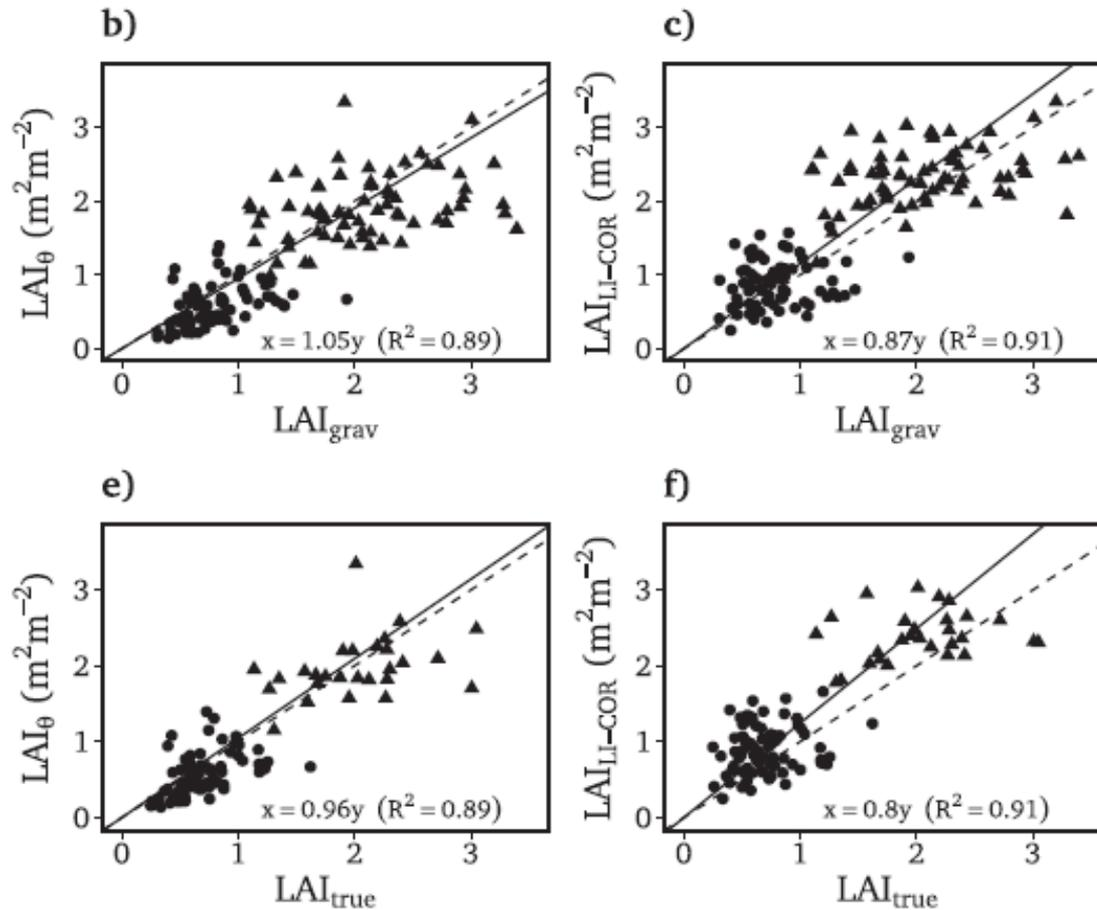 b)
LAIθ (m²m⁻²)
3
2
1
0
x = 1.05y (R² = 0.89)
0 1 2 3
LAIgrav
c)
LAILI−COR (m²m⁻²)
3
2
1
0
x = 0.87y (R² = 0.91)
0 1 2 3
LAIgrav
e)
LAIθ (m²m⁻²)
3
2
1
0
x = 0.96y (R² = 0.89)
0 1 2 3
LAItrue
f)
LAILI−COR (m²m⁻²)
3
2
1
0
x = 0.8y (R² = 0.91)
0 1 2 3
LAItrue